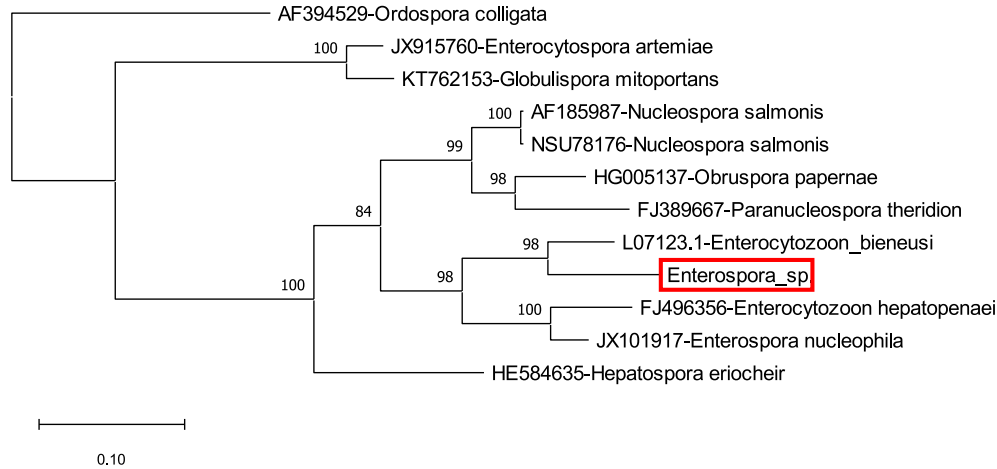 AF394529-Ordospora colligata
100
JX915760-Enterocytospora artemiae
KT762153-Globulispora mitoportans
100
AF185987-Nucleospora salmonis
99
NSU78176-Nucleospora salmonis
98
HG005137-Obruspora papernae
84
FJ389667-Paranucleospora theridion
98
L07123.1-Enterocytozoon_bieneusi
98
Enterospora_sp.
100
100
FJ496356-Enterocytozoon hepatopenaei
JX101917-Enterospora nucleophila
HE584635-Hepatospora eriocheir
0.10